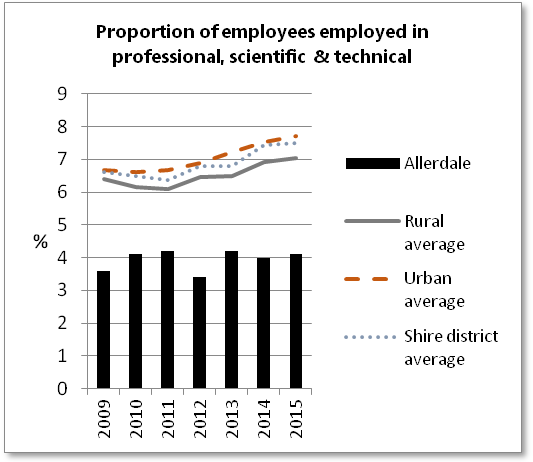 Proportion of employees employed in
professional, scientific & technical
9
8
7
6
5
4
3
2
1
0
%
2009
2010
2011
2012
2013
2014
2015
Allerdale
Rural
average
Urban
average
Shire district
average